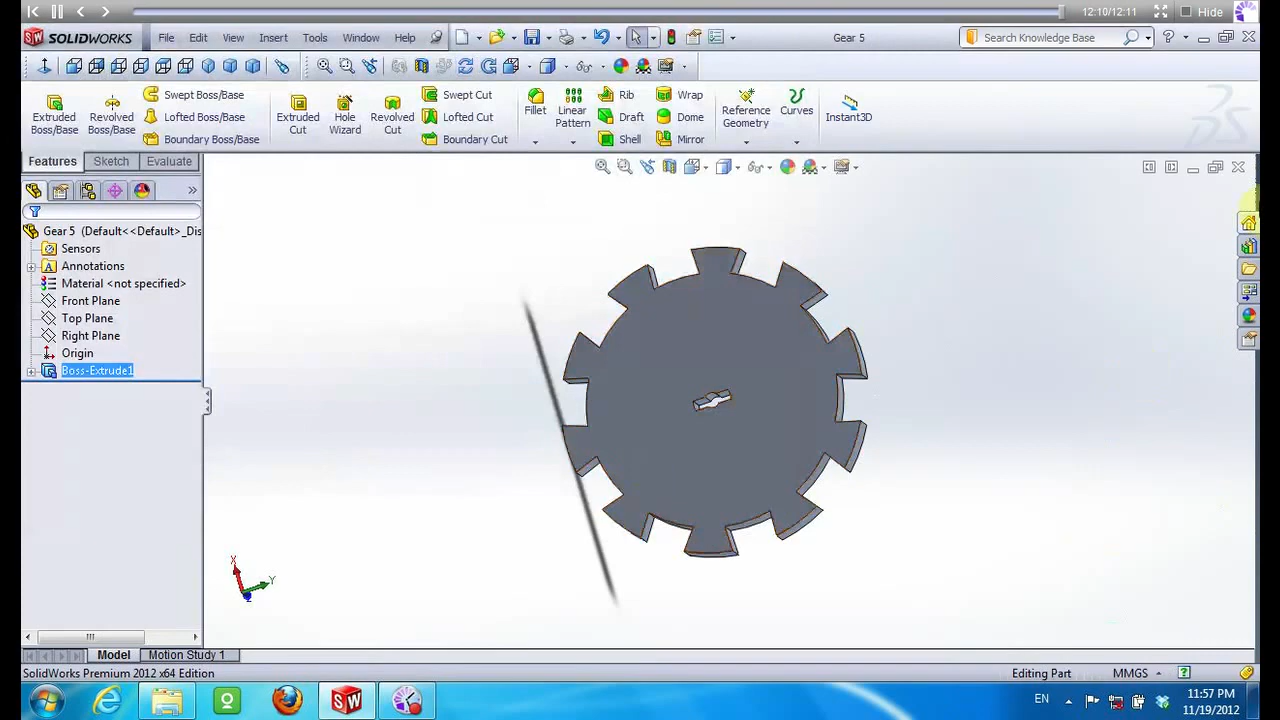 12:10/12:11
Hide
SW SOLIDWORKS
File Edit View Insert Tools Window Help
Gear 5
Search Knowledge Base
?
Extruded Boss/Base
Revolved Boss/Base
Swept Boss/Base
Lofted Boss/Base
Boundary Boss/Base
Extruded Cut
Hole Wizard
Revolved Cut
Swept Cut
Lofted Cut
Boundary Cut
Fillet
Linear Pattern
Rib
Draft
Shell
Wrap
Dome
Mirror
Reference Geometry
Curves
Instant3D
Features Sketch Evaluate
Gear 5 (Default<<Default>_Dis
Sensors
A Annotations
Material <not specified>
Front Plane
Top Plane
Right Plane
Origin
Boss-Extrude1
X
Y
Z
Model Motion Study 1
SolidWorks Premium 2012 x64 Edition
Editing Part
MMGS
?
SW
EN
11:57 PM
11/19/2012